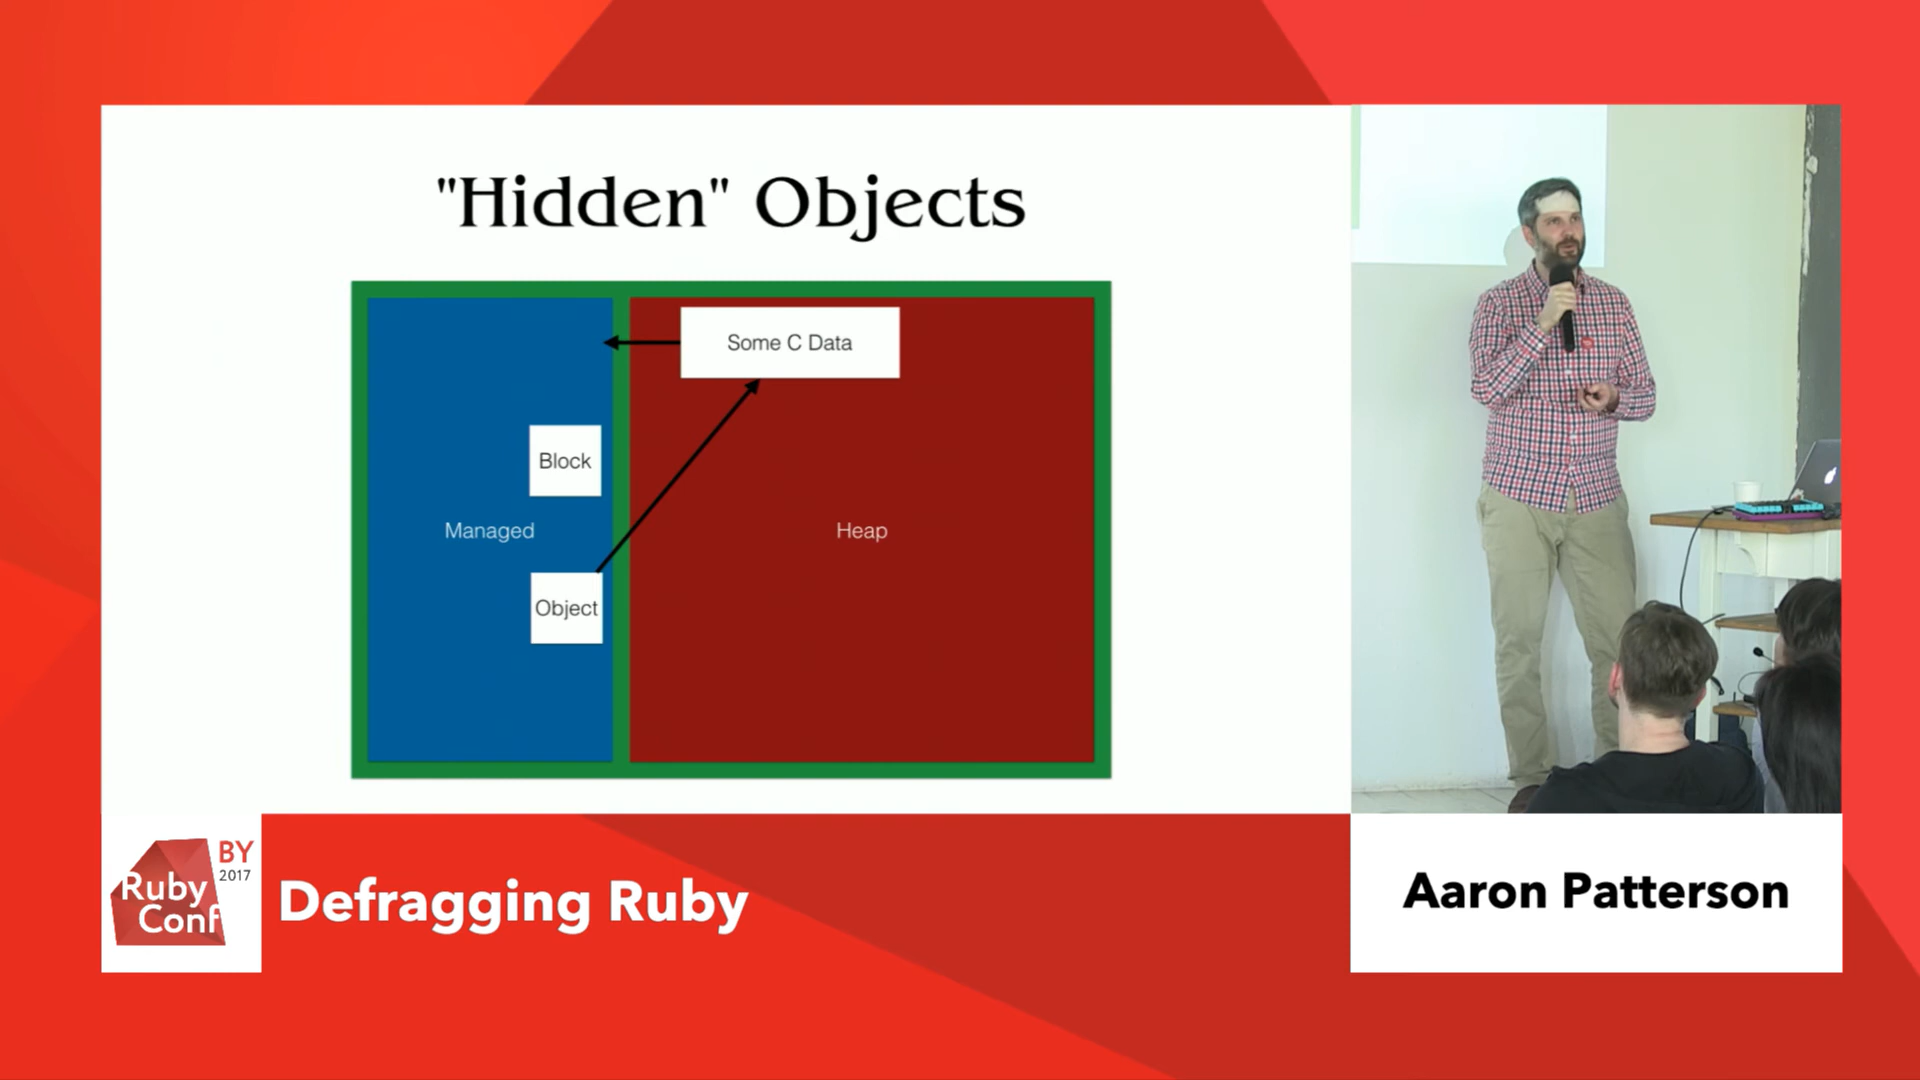 "Hidden" Objects
Some C Data
Block
Managed
Heap
Object
BY
2017
Ruby
Conf
Defragging Ruby
Aaron Patterson